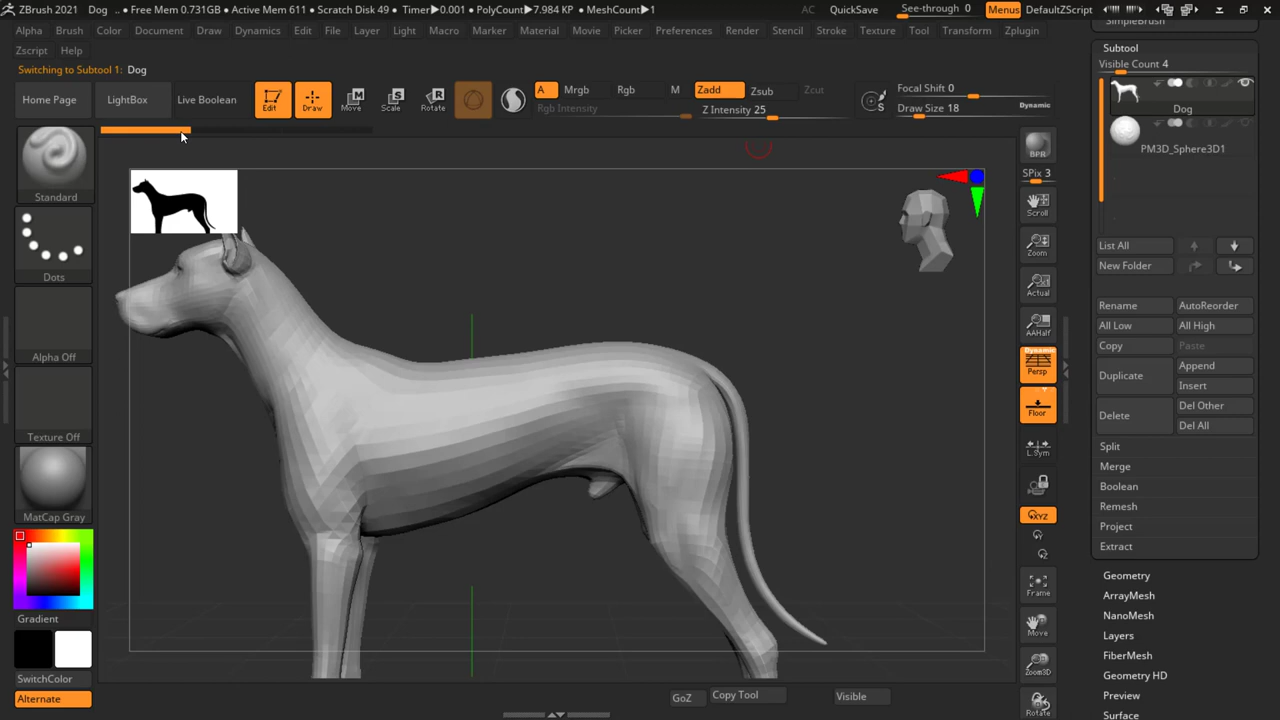 ZBrush 2021 Dog .. • Free Mem 0.731GB • Active Mem 611 • Scratch Disk 49 • Timer▶0.001 • PolyCount▶7.984 KP • MeshCount▶1 AC QuickSave See-through 0 Menus DefaultZScript
Alpha Brush Color Document Draw Dynamics Edit File Layer Light Macro Marker Material Movie Picker Preferences Render Stencil Stroke Texture Tool Transform Zplugin
Zscript Help
Switching to Subtool 1: Dog
Home Page LightBox Live Boolean Edit Draw Move Scale Rotate
A Mrgb Rgb M Zadd Zsub Zcut
Rgb Intensity Z Intensity 25
S Focal Shift 0
Draw Size 18 Dynamic
Standard
Dots
Alpha Off
Texture Off
MatCap Gray
Gradient
SwitchColor
Alternate
BPR
SPix 3
Scroll
Zoom
Actual
AAHalf
Dynamic
Persp
Floor
L.Sym
XYZ
Y
Z
Frame
Move
Zoom3D
Rotate
SimpleBrush
Subtool
Visible Count 4
Dog
PM3D_Sphere3D1
List All
New Folder
Rename AutoReorder
All Low All High
Copy Paste
Duplicate Append
Insert
Delete Del Other
Del All
Split
Merge
Boolean
Remesh
Project
Extract
Geometry
ArrayMesh
NanoMesh
Layers
FiberMesh
Geometry HD
Preview
Surface
GoZ Copy Tool Visible